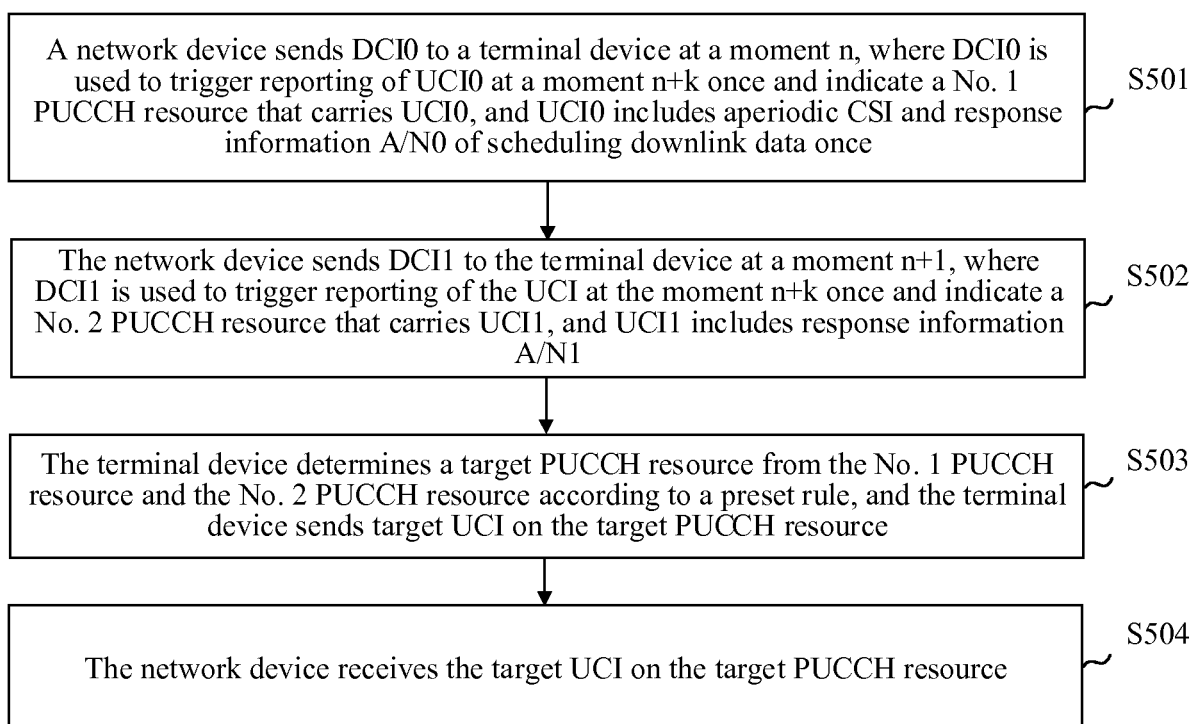 A network device sends DCI0 to a terminal device at a moment n, where DCI0 is
used to trigger reporting of UCI0 at a moment n+k once and indicate a No. 1
PUCCH resource that carries UCI0, and UCI0 includes aperiodic CSI and response
information A/N0 of scheduling downlink data once
S501
The network device sends DCI1 to the terminal device at a moment n+1, where
DCI1 is used to trigger reporting of the UCI at the moment n+k once and indicate a
No. 2 PUCCH resource that carries UCI1, and UCI1 includes response information
A/N1
S502
The terminal device determines a target PUCCH resource from the No. 1 PUCCH
resource and the No. 2 PUCCH resource according to a preset rule, and the terminal
device sends target UCI on the target PUCCH resource
S503
The network device receives the target UCI on the target PUCCH resource
S504